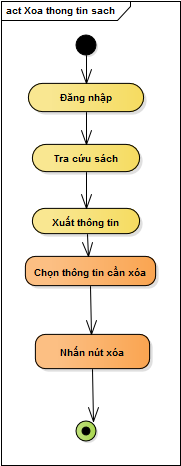 act Xoa thong tin sach
Đăng nhập
Tra cứu sách
Xuất thông tin
Chọn thông tin cần xóa
Nhấn nút xóa